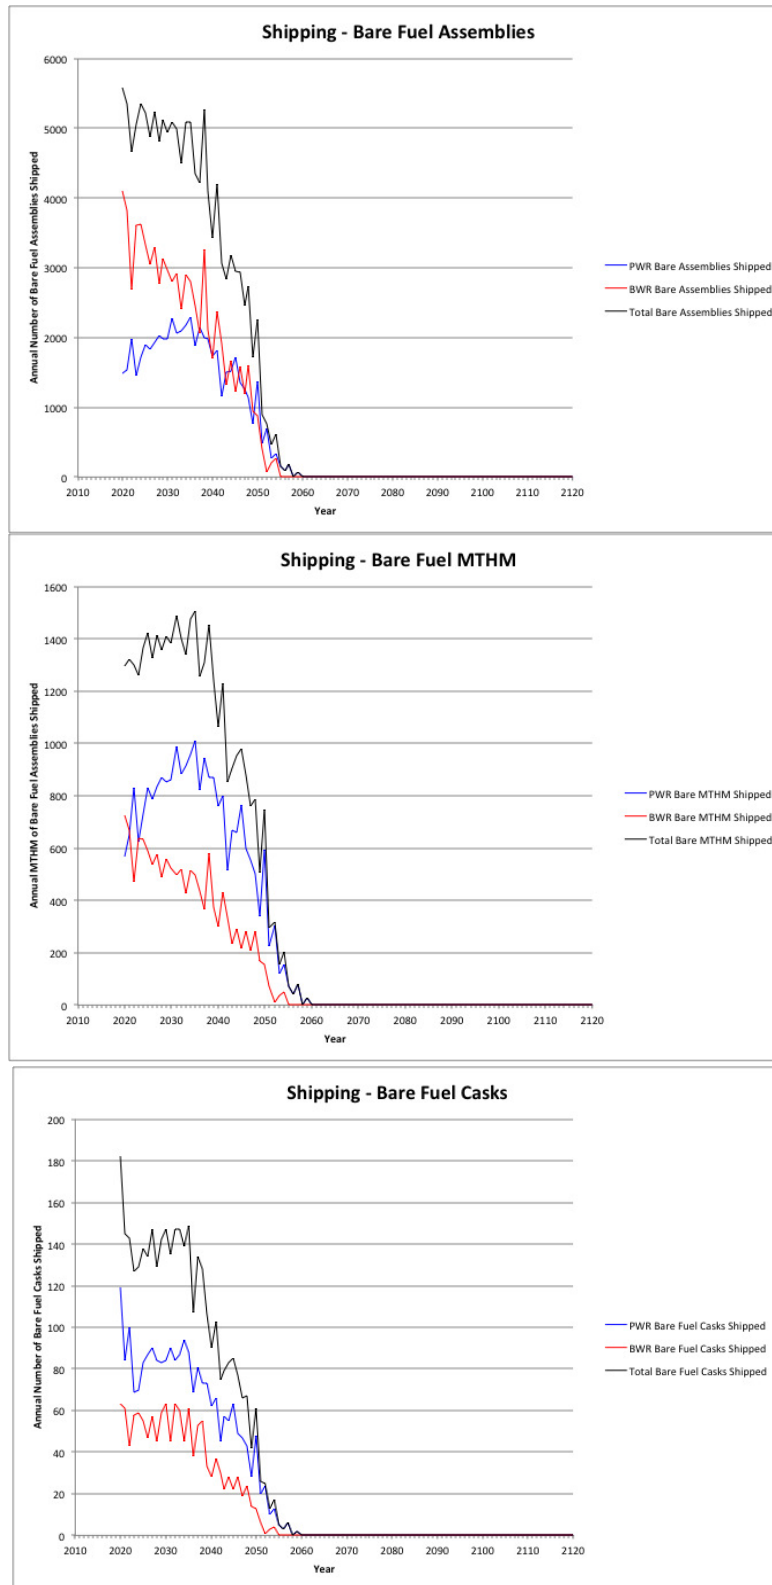 Shipping - Bare Fuel Assemblies
6000
5000
4000
3000
2000
1000
0
Annual Number of Bare Fuel Assemblies Shipped
2010 2020 2030 2040 2050 2060 2070 2080 2090 2100 2110 2120
Year
PWR Bare Assemblies Shipped
BWR Bare Assemblies Shipped
Total Bare Assemblies Shipped
Shipping - Bare Fuel MTHM
1600
1400
1200
1000
800
600
400
200
0
Annual MTHM of Bare Fuel Assemblies Shipped
2010 2020 2030 2040 2050 2060 2070 2080 2090 2100 2110 2120
Year
PWR Bare MTHM Shipped
BWR Bare MTHM Shipped
Total Bare MTHM Shipped
Shipping - Bare Fuel Casks
200
180
160
140
120
100
80
60
40
20
0
Annual Number of Bare Fuel Casks Shipped
2010 2020 2030 2040 2050 2060 2070 2080 2090 2100 2110 2120
Year
PWR Bare Fuel Casks Shipped
BWR Bare Fuel Casks Shipped
Total Bare Fuel Casks Shipped